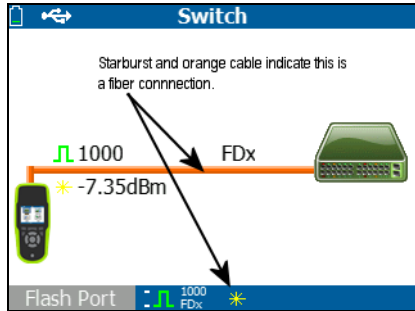 Switch
Starburst and orange cable indicate this is
a fiber connnection.
1000 FDx
-7.35dBm
Flash Port 1000
FDx